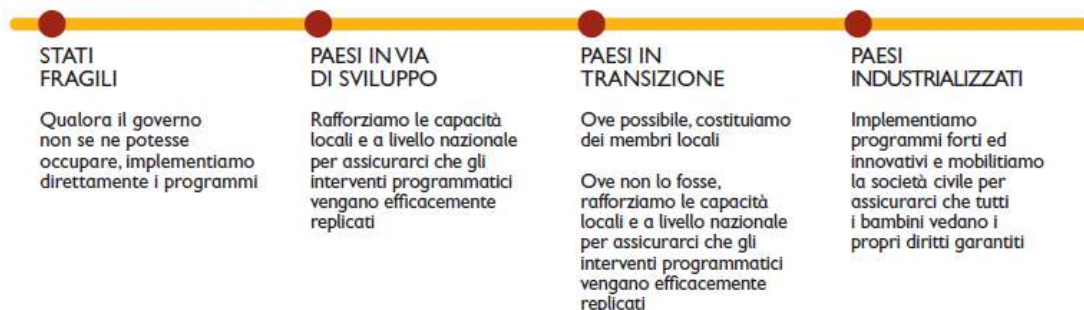 STATI
FRAGILI
Qualora il governo
non se ne potesse
occupare, implementiamo
direttamente i programmi
PAESI IN VIA
DI SVILUPPO
Rafforziamo le capacità
locali e a livello nazionale
per assicurarci che gli
interventi programmatici
vengano efficacemente
replicati
PAESI IN
TRANSIZIONE
Ove possibile, costituiamo
dei membri locali
Ove non lo fosse,
rafforziamo le capacità
locali e a livello nazionale
per assicurarci che gli
interventi programmatici
vengano efficacemente
replicati
PAESI
INDUSTRIALIZZATI
Implementiamo
programmi forti ed
innovativi e mobilitiamo
la società civile per
assicurarci che tutti
i bambini vedano i
propri diritti garantiti